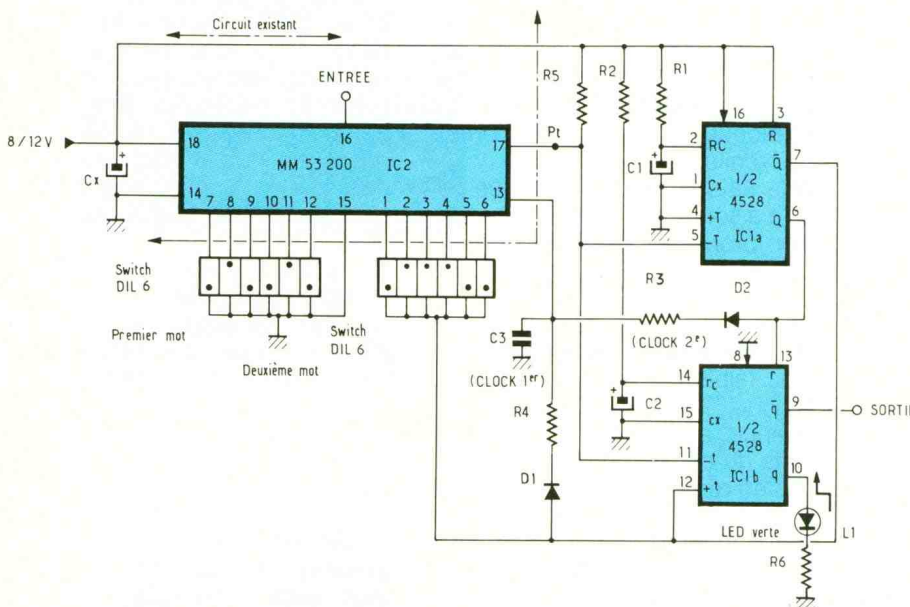 Circuit existant
ENTREE
8/12V
Cx
18
14
MM 53 200 IC2
16
17
13
7 8 9 10 11 12 15
1 2 3 4 5 6
Switch
DIL 6
Premier mot
Deuxième mot
Switch
DIL 6
Pt
R5
R2
R1
C1
2
1
4
5
16
3
RC
Cx
+T
-T
R
Q̄
Q
7
6
1/2
4528
IC1a
R3
D2
(CLOCK 2e)
C3
(CLOCK 1er)
R4
D1
C2
14
15
11
12
8
13
rc
cx
-t
+t
r
q̄
q
9
10
1/2
4528
IC1b
SORTI
LED verte
L1
R6